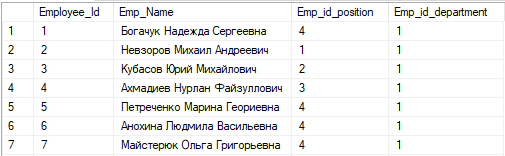 Employee_Id Emp_Name Emp_id_position Emp_id_department
1 1 Богачук Надежда Сергеевна 4 1
2 2 Невзоров Михаил Андреевич 1 1
3 3 Кубасов Юрий Михайлович 2 1
4 4 Ахмадиев Нурлан Файзуллович 3 1
5 5 Петреченко Марина Георгиевна 4 1
6 6 Анохина Людмила Васильевна 4 1
7 7 Майстерюк Ольга Григорьевна 4 1